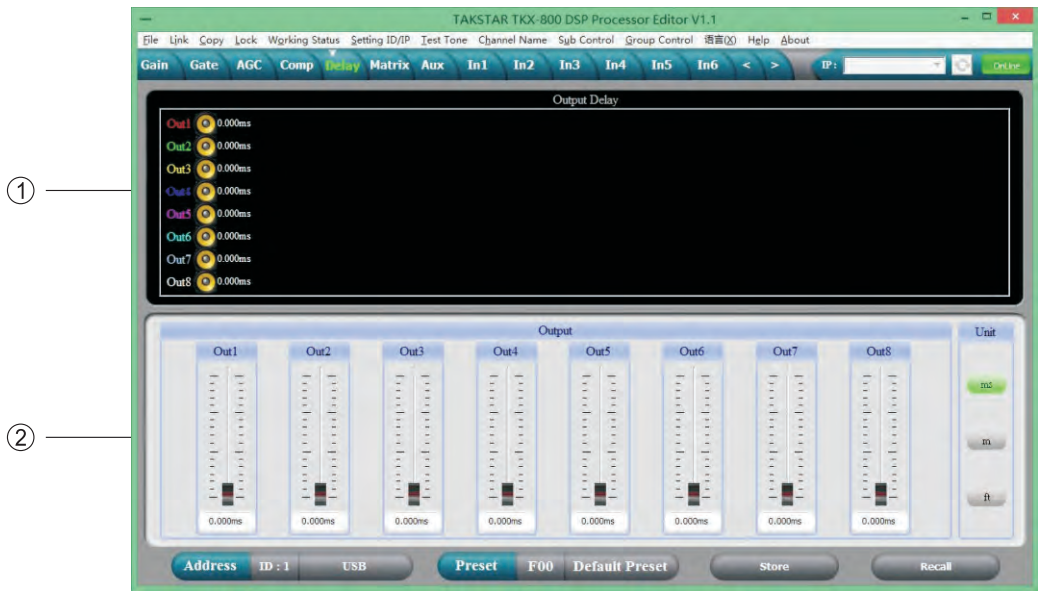 TAKSTAR TKX-800 DSP Processor Editor V1.1
File Link Copy Lock Working Status Setting ID/IP Test Tone Channel Name Sub Control Group Control 语言(X) Help About
Gain Gate AGC Comp Delay Matrix Aux In1 In2 In3 In4 In5 In6 < > IP: OnLine
Output Delay
Out1 0.000ms
Out2 0.000ms
Out3 0.000ms
① Out4 0.000ms
Out5 0.000ms
Out6 0.000ms
Out7 0.000ms
Out8 0.000ms
Output Unit
Out1 Out2 Out3 Out4 Out5 Out6 Out7 Out8
ms
② m
ft
0.000ms 0.000ms 0.000ms 0.000ms 0.000ms 0.000ms 0.000ms 0.000ms
Address ID : 1 USB Preset F00 Default Preset Store Recall